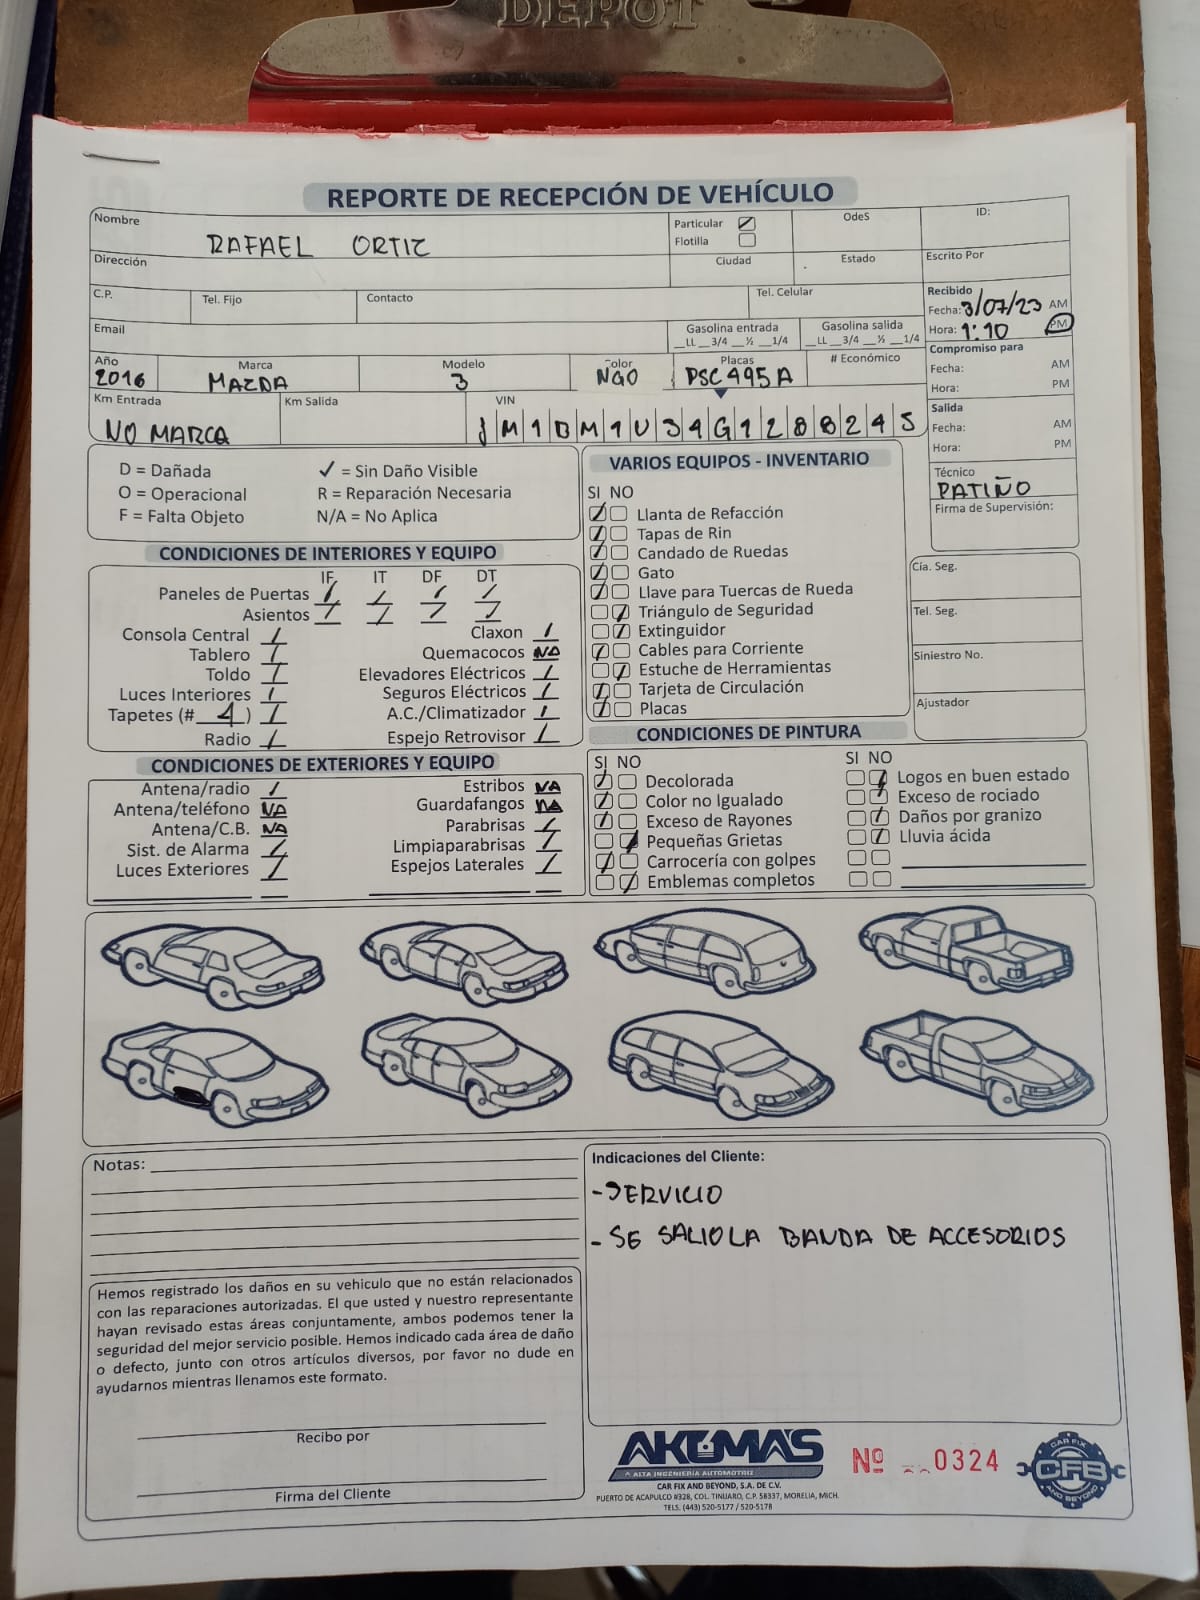 DEPOT
REPORTE DE RECEPCIÓN DE VEHÍCULO
Nombre RAFAEL ORTIZ
Particular
Flotilla
OdeS
ID:
Dirección
Ciudad
Estado
Escrito Por
C.P.
Tel. Fijo
Contacto
Tel. Celular
Recibido
Fecha: 3/07/23 AM
Hora: 1:10 PM
Email
Gasolina entrada
__LL __3/4 __½ __1/4
Gasolina salida
__LL __3/4 __½ __1/4
Año 2016
Marca MAZDA
Modelo 3
Color NGO
Placas PSC495A
# Económico
Compromiso para
Fecha: AM
Hora: PM
Km Entrada NO MARCA
Km Salida
VIN JM1BM1U34G1288245
Salida
Fecha: AM
Hora: PM
Técnico
PATIÑO
Firma de Supervisión:
D = Dañada
✓ = Sin Daño Visible
O = Operacional
R = Reparación Necesaria
F = Falta Objeto
N/A = No Aplica
CONDICIONES DE INTERIORES Y EQUIPO
IF IT DF DT
Paneles de Puertas
Asientos
Consola Central
Claxon
Tablero
Quemacocos NA
Toldo
Elevadores Eléctricos
Luces Interiores
Seguros Eléctricos
Tapetes (# 4 )
A.C./Climatizador
Radio
Espejo Retrovisor
VARIOS EQUIPOS - INVENTARIO
SI NO
Llanta de Refacción
Tapas de Rin
Candado de Ruedas
Gato
Llave para Tuercas de Rueda
Triángulo de Seguridad
Extinguidor
Cables para Corriente
Estuche de Herramientas
Tarjeta de Circulación
Placas
Cía. Seg.
Tel. Seg.
Siniestro No.
Ajustador
CONDICIONES DE EXTERIORES Y EQUIPO
Antena/radio
Estribos NA
Antena/teléfono NA
Guardafangos NA
Antena/C.B. NA
Parabrisas
Sist. de Alarma
Limpiaparabrisas
Luces Exteriores
Espejos Laterales
CONDICIONES DE PINTURA
SI NO
SI NO
Decolorada
Logos en buen estado
Color no Igualado
Exceso de rociado
Exceso de Rayones
Daños por granizo
Pequeñas Grietas
Lluvia ácida
Carrocería con golpes
Emblemas completos
Notas:
Indicaciones del Cliente:
- SERVICIO
- SE SALIO LA BANDA DE ACCESORIOS
Hemos registrado los daños en su vehiculo que no están relacionados
con las reparaciones autorizadas. El que usted y nuestro representante
hayan revisado estas áreas conjuntamente, ambos podemos tener la
seguridad del mejor servicio posible. Hemos indicado cada área de daño
o defecto, junto con otros artículos diversos, por favor no dude en
ayudarnos mientras llenamos este formato.
Recibo por
Firma del Cliente
AKUMA'S
ALTA INGENIERÍA AUTOMOTRIZ
CAR FIX AND BEYOND, S.A. DE C.V.
PUERTO DE ACAPULCO #328, COL. TINIJARO, C.P. 58337, MORELIA, MICH.
TELS. (443) 520-5177 / 520-5178
Nº 0324
CAR FIX
CFB
AND BEYOND